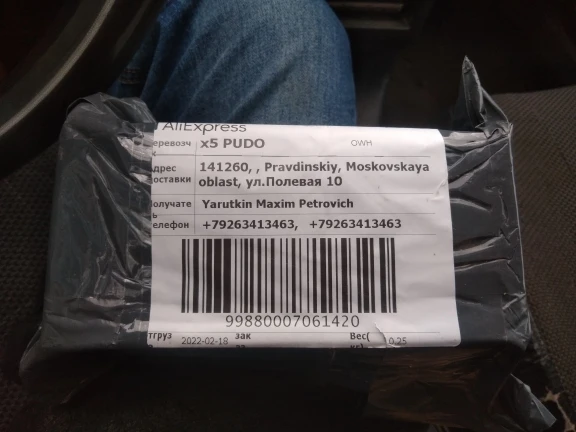 AliExpress
еревозч
к
x5 PUDO
OWH
дрес
оставки
141260, , Pravdinskiy, Moskovskaya
oblast, ул.Полевая 10
олучате
ь
Yarutkin Maxim Petrovich
елефон
+79263413463, +79263413463
99880007061420
тгруз
2022-02-18
зак
Вес(
0.25